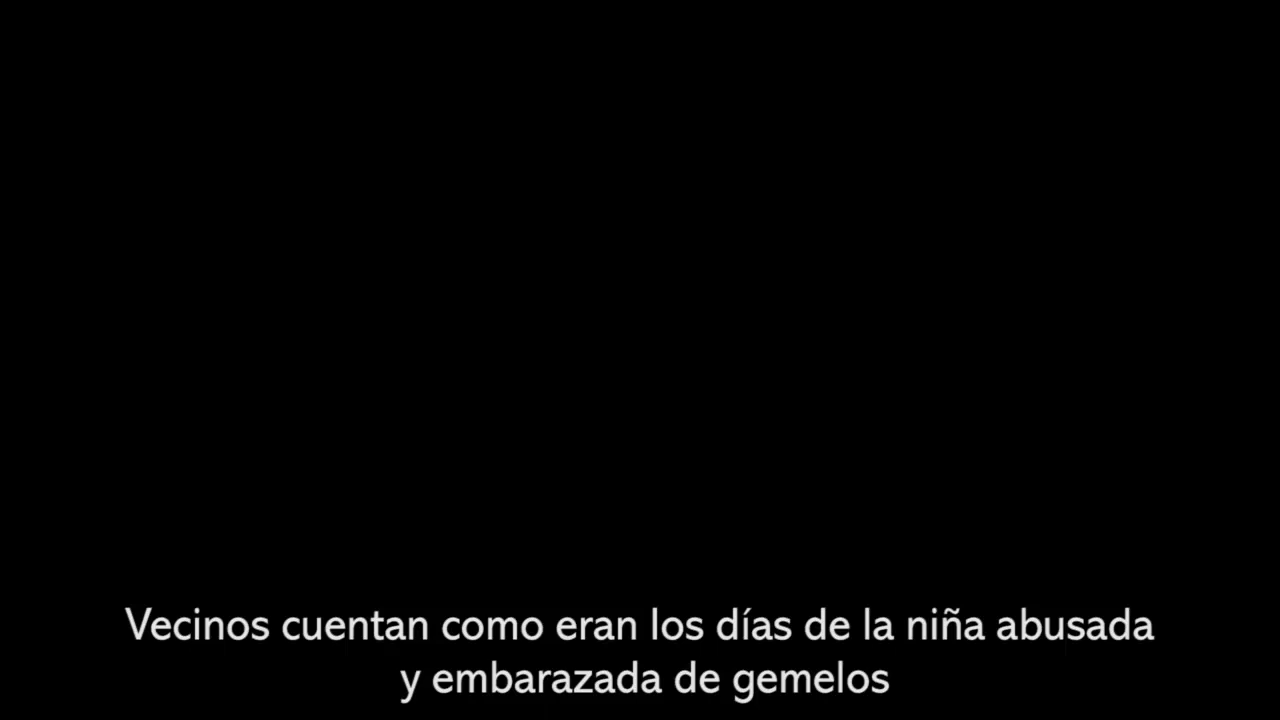 Vecinos cuentan como eran los días de la niña abusada
y embarazada de gemelos